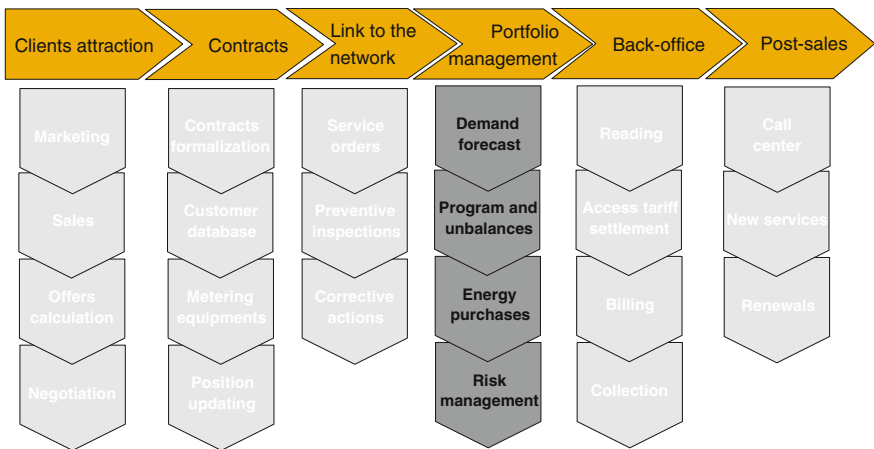 Clients attraction
Contracts
Link to the
network
Portfolio
management
Back-office
Post-sales
Marketing
Sales
Offers
calculation
Negotiation
Contracts
formalization
Customer
database
Metering
equipments
Position
updating
Service
orders
Preventive
inspections
Corrective
actions
Demand
forecast
Program and
unbalances
Energy
purchases
Risk
management
Reading
Access tariff
settlement
Billing
Collection
Call
center
New services
Renewals